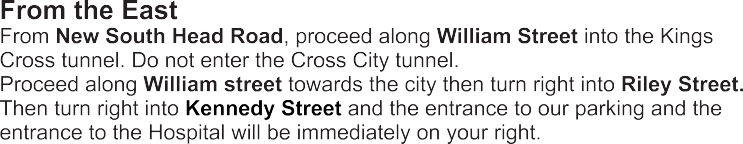 From the East
From New South Head Road, proceed along William Street into the Kings
Cross tunnel. Do not enter the Cross City tunnel.
Proceed along William street towards the city then turn right into Riley Street.
Then turn right into Kennedy Street and the entrance to our parking and the
entrance to the Hospital will be immediately on your right.